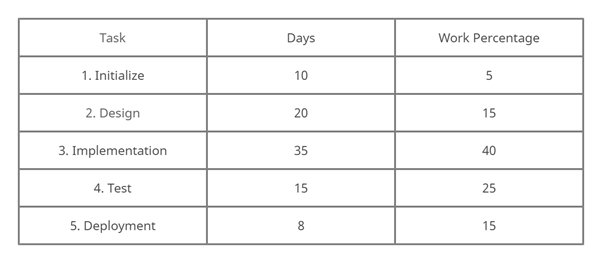 Task Days Work Percentage
1. Initialize 10 5
2. Design 20 15
3. Implementation 35 40
4. Test 15 25
5. Deployment 8 15